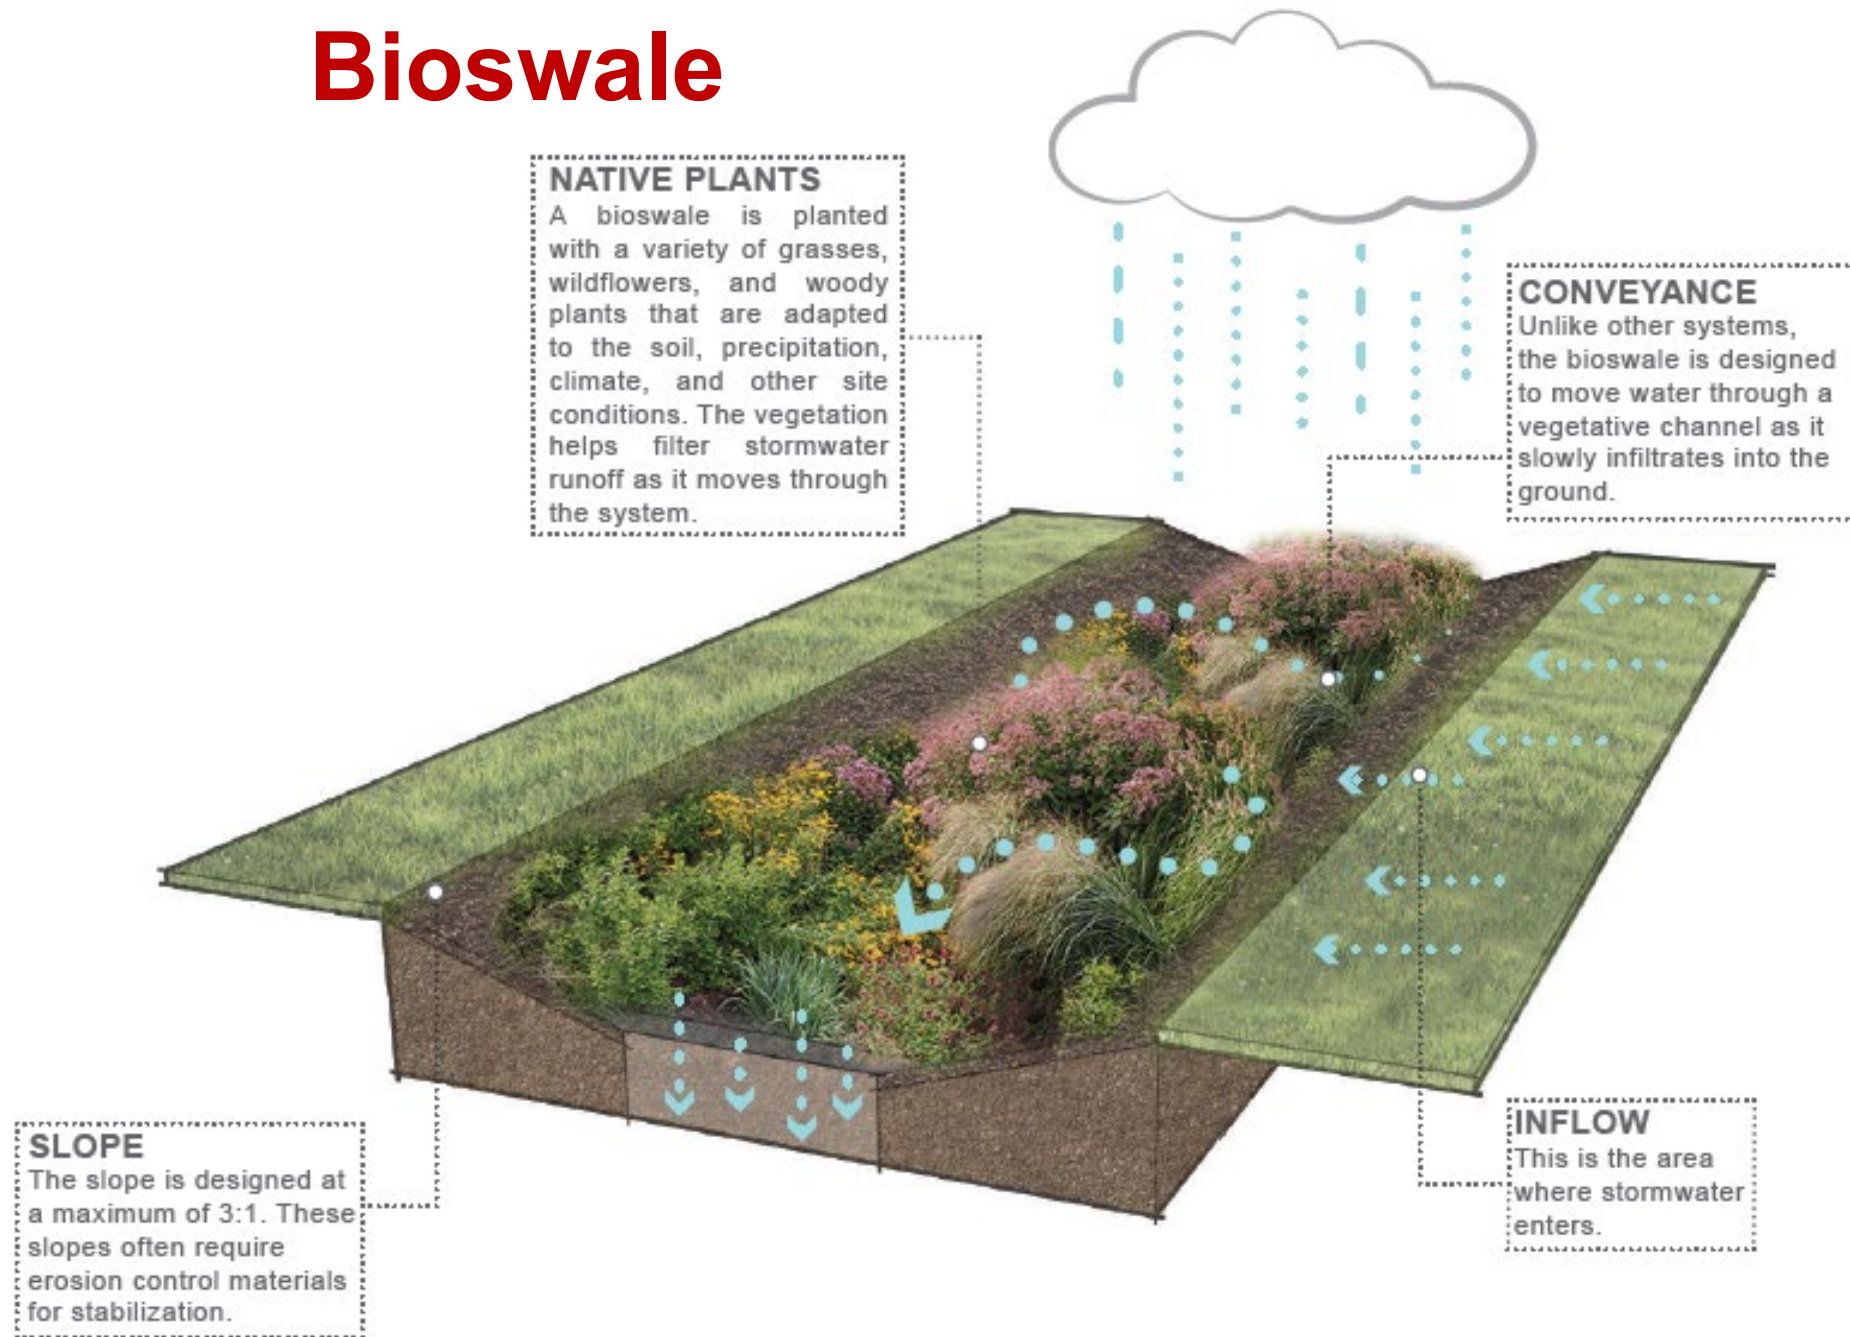 Bioswale
NATIVE PLANTS
A bioswale is planted
with a variety of grasses,
wildflowers, and woody
plants that are adapted
to the soil, precipitation,
climate, and other site
conditions. The vegetation
helps filter stormwater
runoff as it moves through
the system.
CONVEYANCE
Unlike other systems,
the bioswale is designed
to move water through a
vegetative channel as it
slowly infiltrates into the
ground.
SLOPE
The slope is designed at
a maximum of 3:1. These
slopes often require
erosion control materials
for stabilization.
INFLOW
This is the area
where stormwater
enters.